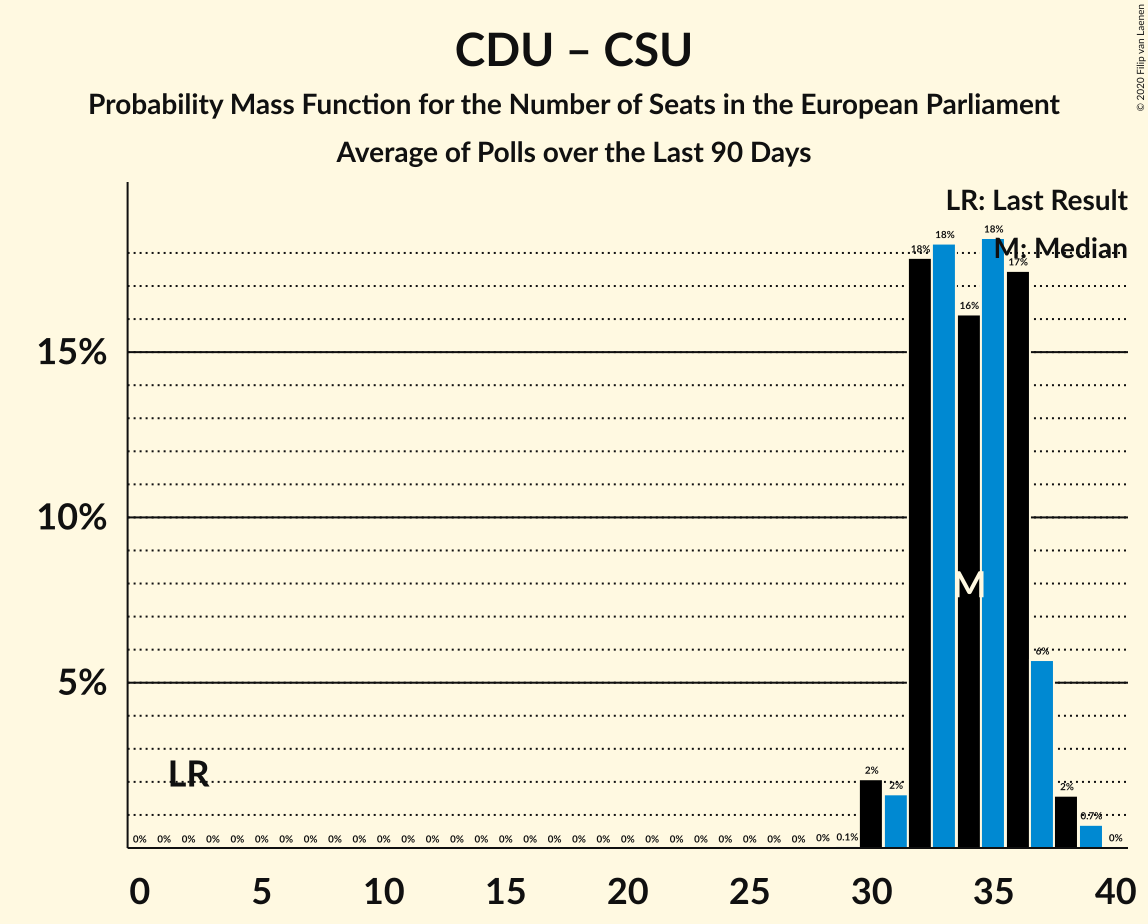 CDU – CSU
Probability Mass Function for the Number of Seats in the European Parliament
Average of Polls over the Last 90 Days
© 2020 Filip van Laenen
LR: Last Result
M: Median
15%
10%
5%
LR
M
0% 0% 0% 0% 0% 0% 0% 0% 0% 0% 0% 0% 0% 0% 0% 0% 0% 0% 0% 0% 0% 0% 0% 0% 0% 0% 0% 0% 0% 0.1% 2% 2% 18% 18% 16% 18% 17% 6% 2% 0.7% 0%
0 5 10 15 20 25 30 35 40